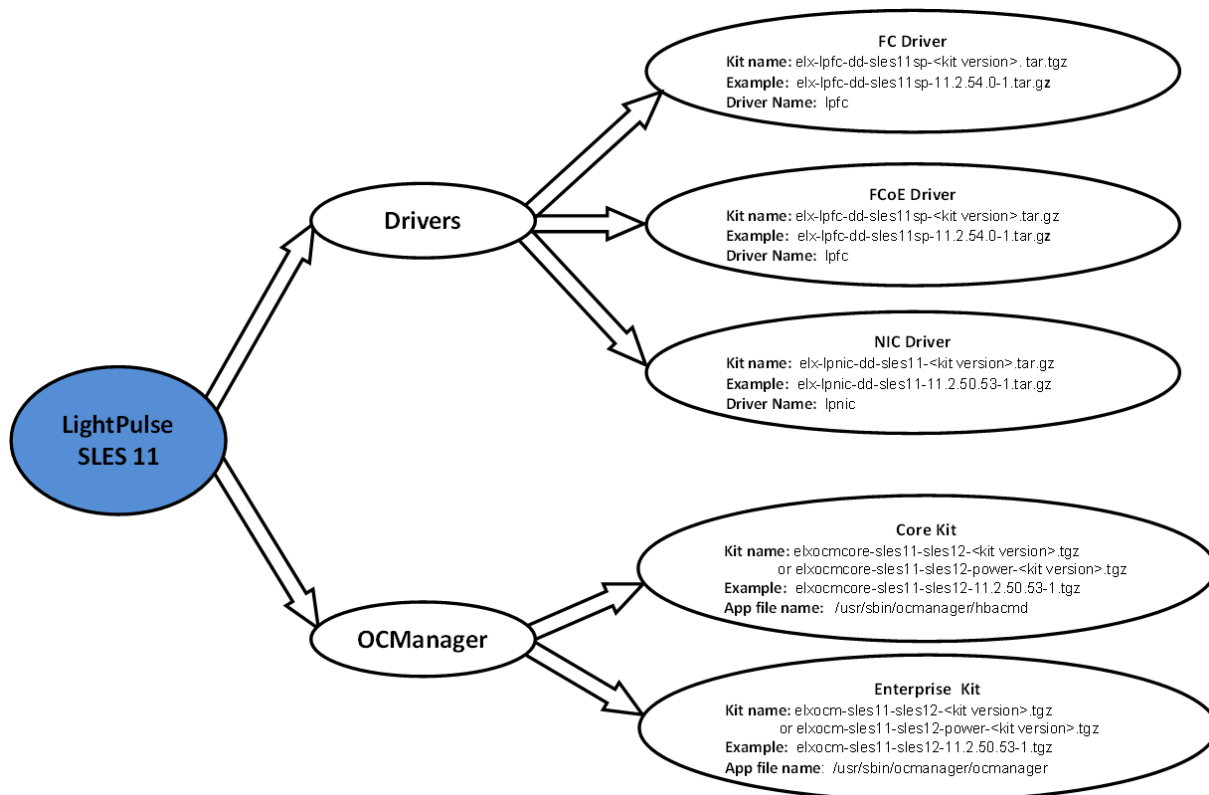 FC Driver
Kit name: elx-lpfc-dd-sles11sp-<kit version>. tar.tgz
Example: elx-lpfc-dd-sles11sp-11.2.54.0-1.tar.gz
Driver Name: lpfc
Drivers
FCoE Driver
Kit name: elx-lpfc-dd-sles11sp-<kit version>.tar.gz
Example: elx-lpfc-dd-sles11sp-11.2.54.0-1.tar.gz
Driver Name: lpfc
NIC Driver
Kit name: elx-lpnic-dd-sles11-<kit version>.tar.gz
Example: elx-lpnic-dd-sles11-11.2.50.53-1.tar.gz
Driver Name: lpnic
LightPulse
SLES 11
Core Kit
Kit name: elxocmcore-sles11-sles12-<kit version>.tgz
or elxocmcore-sles11-sles12-power-<kit version>.tgz
Example: elxocmcore-sles11-sles12-11.2.50.53-1.tgz
App file name: /usr/sbin/ocmanager/hbacmd
OCManager
Enterprise Kit
Kit name: elxocm-sles11-sles12-<kit version>.tgz
or elxocm-sles11-sles12-power-<kit version>.tgz
Example: elxocm-sles11-sles12-11.2.50.53-1.tgz
App file name: /usr/sbin/ocmanager/ocmanager